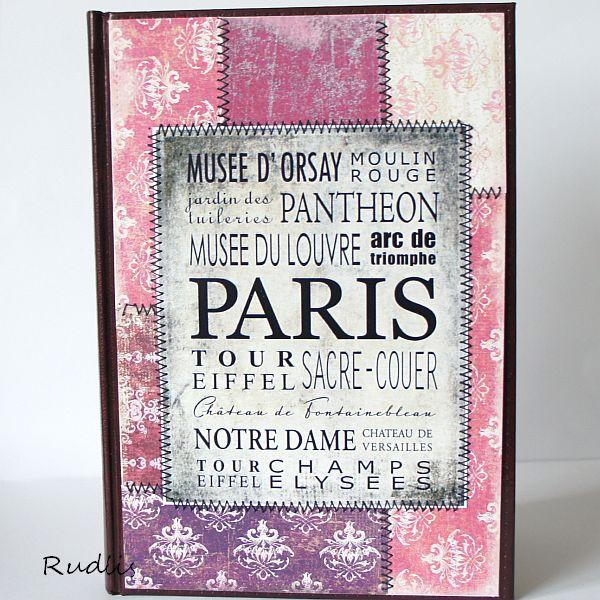 MUSEE D'ORSAY MOULIN ROUGE
jardin des tuileries PANTHEON
MUSEE DU LOUVRE arc de triomphe
PARIS
TOUR EIFFEL SACRE-COUER
Château de Fontainebleau
NOTRE DAME CHATEAU DE VERSAILLES
TOUR EIFFEL CHAMPS ELYSEES
Rudiis